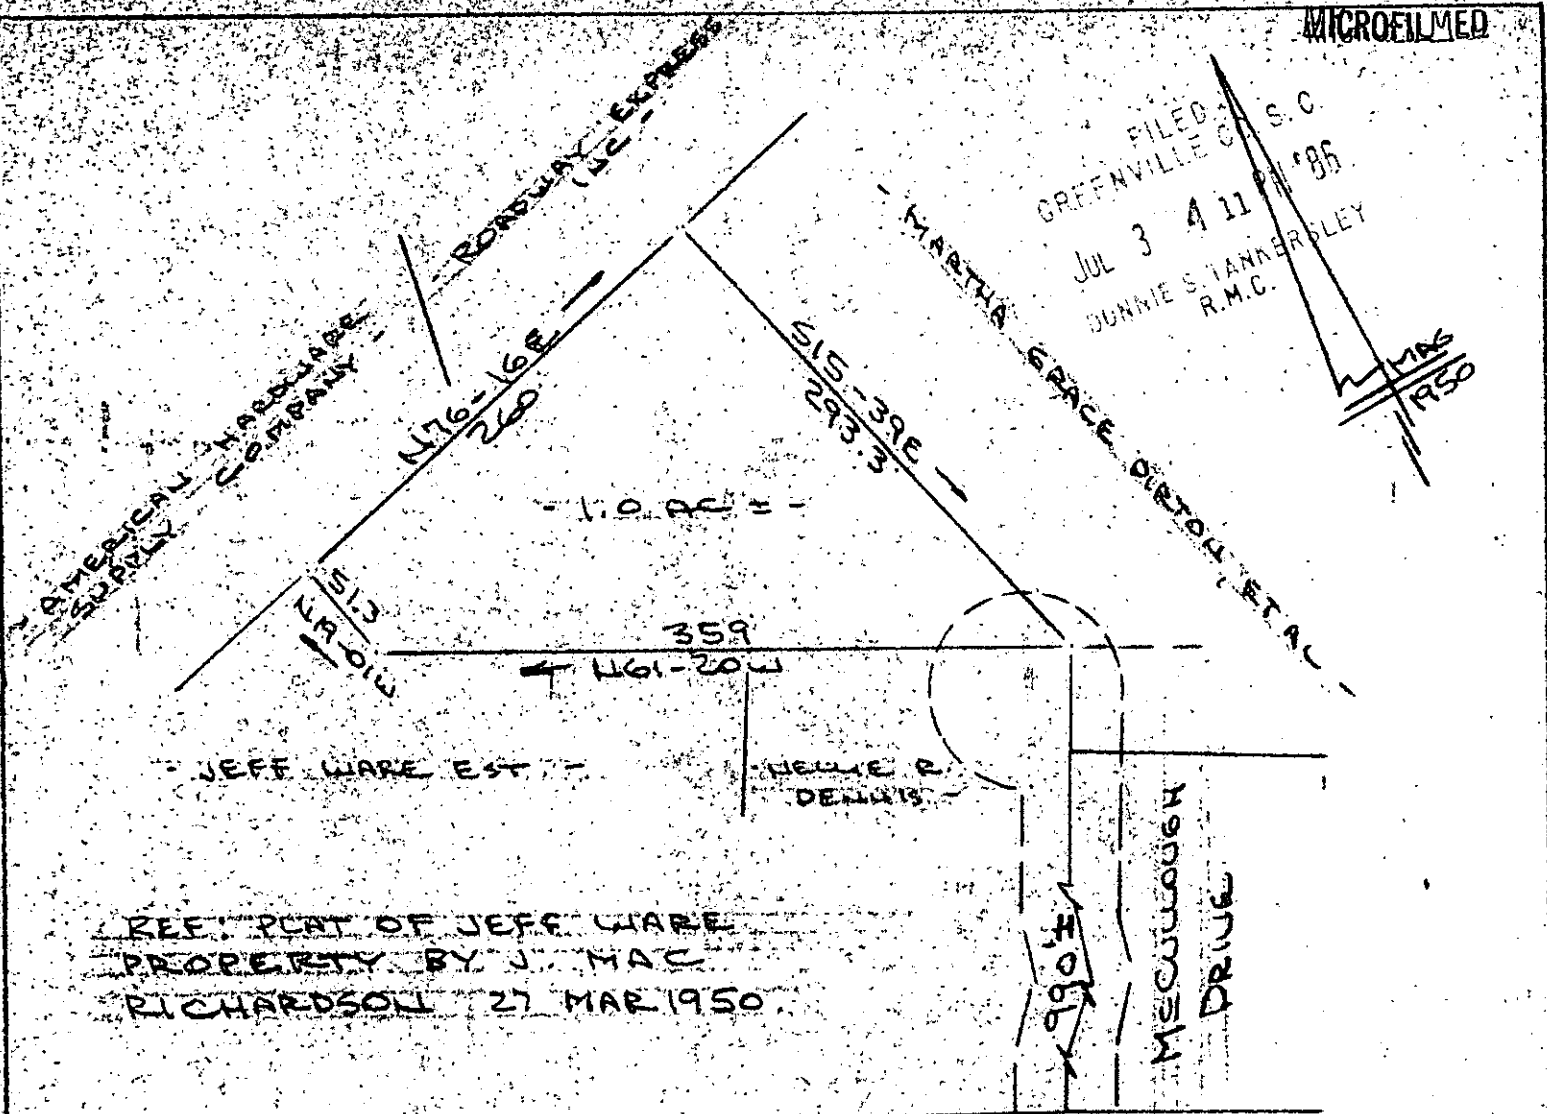 MICROFILMED
FILED
GREENVILLE CO. S. C.
JUL 3 4 11 PM '86
DONNIE S. TANKERSLEY
R.M.C.
MAG
1950
- ROADWAY EXPRESS
INC -
- AMERICAN HARDWARE
SUPPLY COMPANY -
N76-16E
260
S15-39E
293.3
- MARTHA GRACE DIRTON, ET AL -
- 1.0 AC ± -
51.3
359
N61-20W
- JEFF WARE EST. -
- NELLIE R.
DENNIS -
990'±
McCULLOUGH
DRIVE
REF: PLAT OF JEFF WARE
PROPERTY BY J. MAC
RICHARDSON 27 MAR 1950.